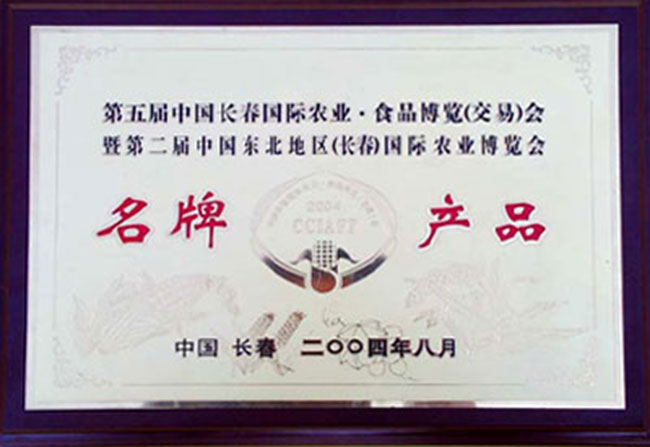 第五届中国长春国际农业·食品博览(交易)会
暨第二届中国东北地区(长春)国际农业博览会
名牌 产品
2004
CCIAFF
中国 长春 二〇〇四年八月